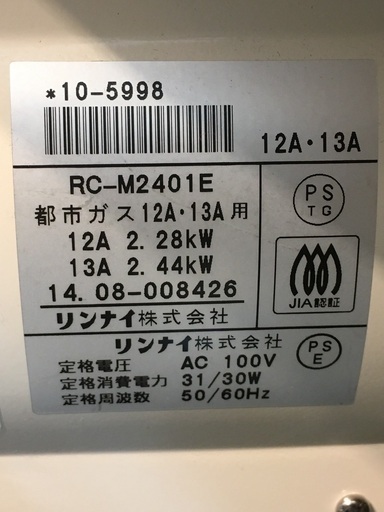 *10-5998
12A・13A
RC-M2401E
都市ガス12A・13A用
12A 2.28kW
13A 2.44kW
14.08-008426
リンナイ株式会社
PS
TG
JIA認証
リンナイ株式会社
定格電圧 AC 100V
定格消費電力 31/30W
定格周波数 50/60Hz
PS
E